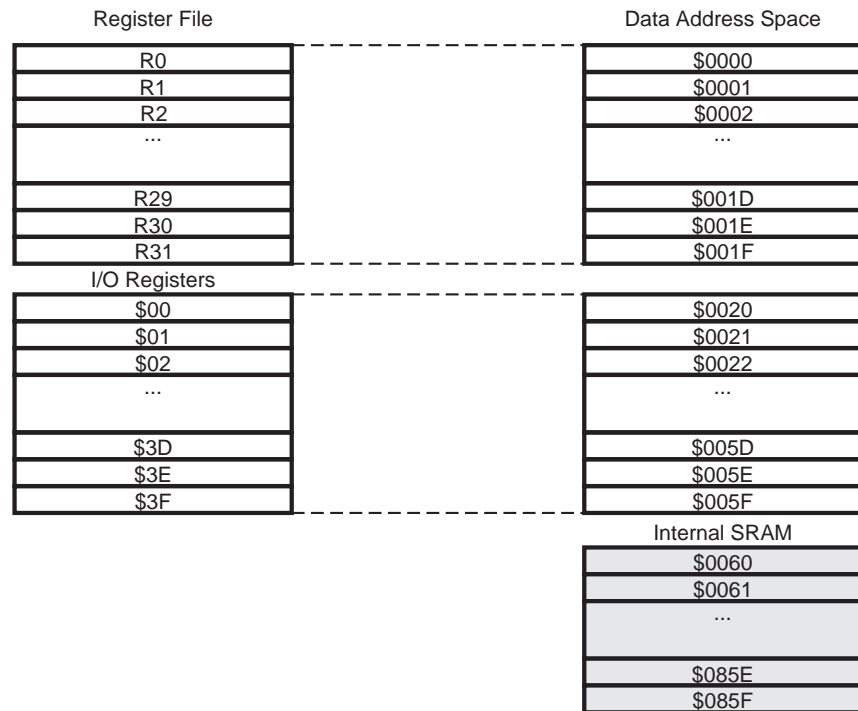 Register File
Data Address Space
R0
$0000
R1
$0001
R2
$0002
...
...
R29
$001D
R30
$001E
R31
$001F
I/O Registers
$00
$0020
$01
$0021
$02
$0022
...
...
$3D
$005D
$3E
$005E
$3F
$005F
Internal SRAM
$0060
$0061
...
$085E
$085F